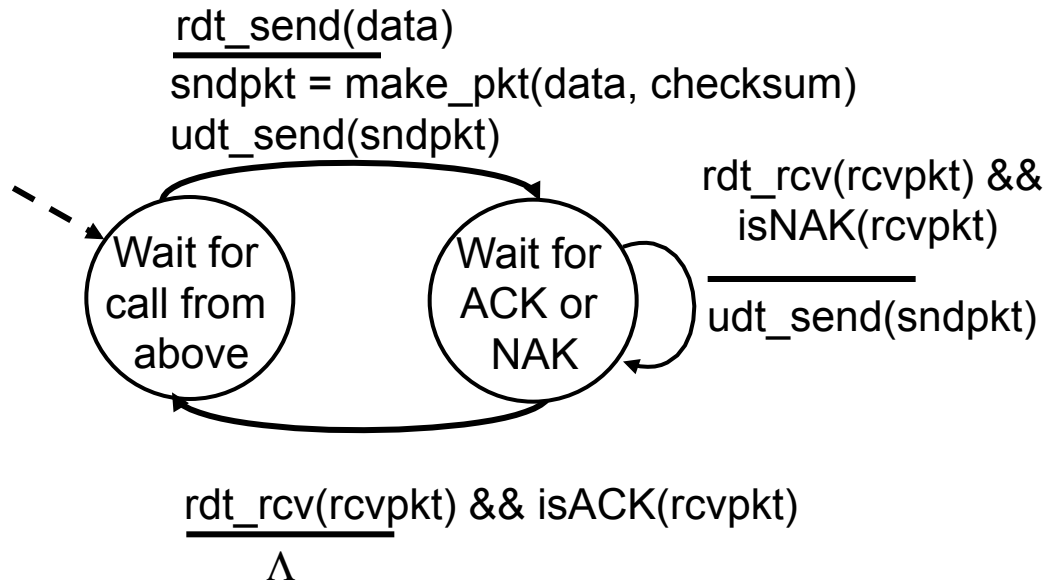 rdt_send(data)
sndpkt = make_pkt(data, checksum)
udt_send(sndpkt)
Wait for
call from
above
Wait for
ACK or
NAK
rdt_rcv(rcvpkt) &&
isNAK(rcvpkt)
udt_send(sndpkt)
rdt_rcv(rcvpkt) && isACK(rcvpkt)
Λ